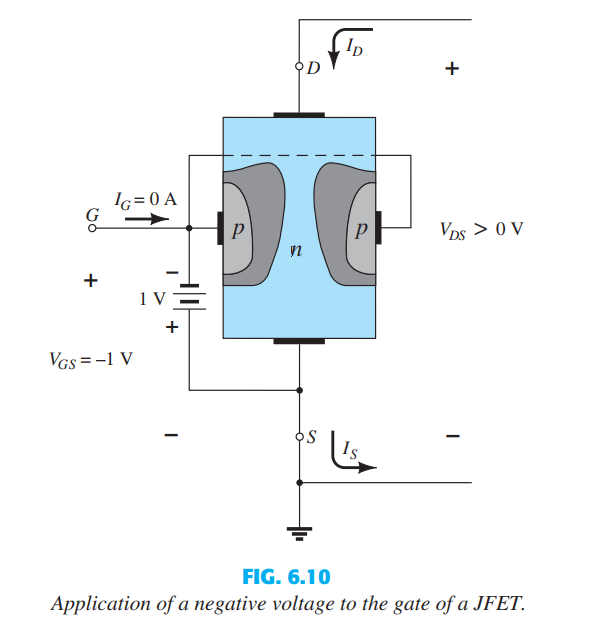 I_D
D
+
I_G = 0 A
G
p
p
n
V_DS > 0 V
+
−
1 V
+
V_GS = −1 V
−
S
I_S
−
FIG. 6.10
Application of a negative voltage to the gate of a JFET.